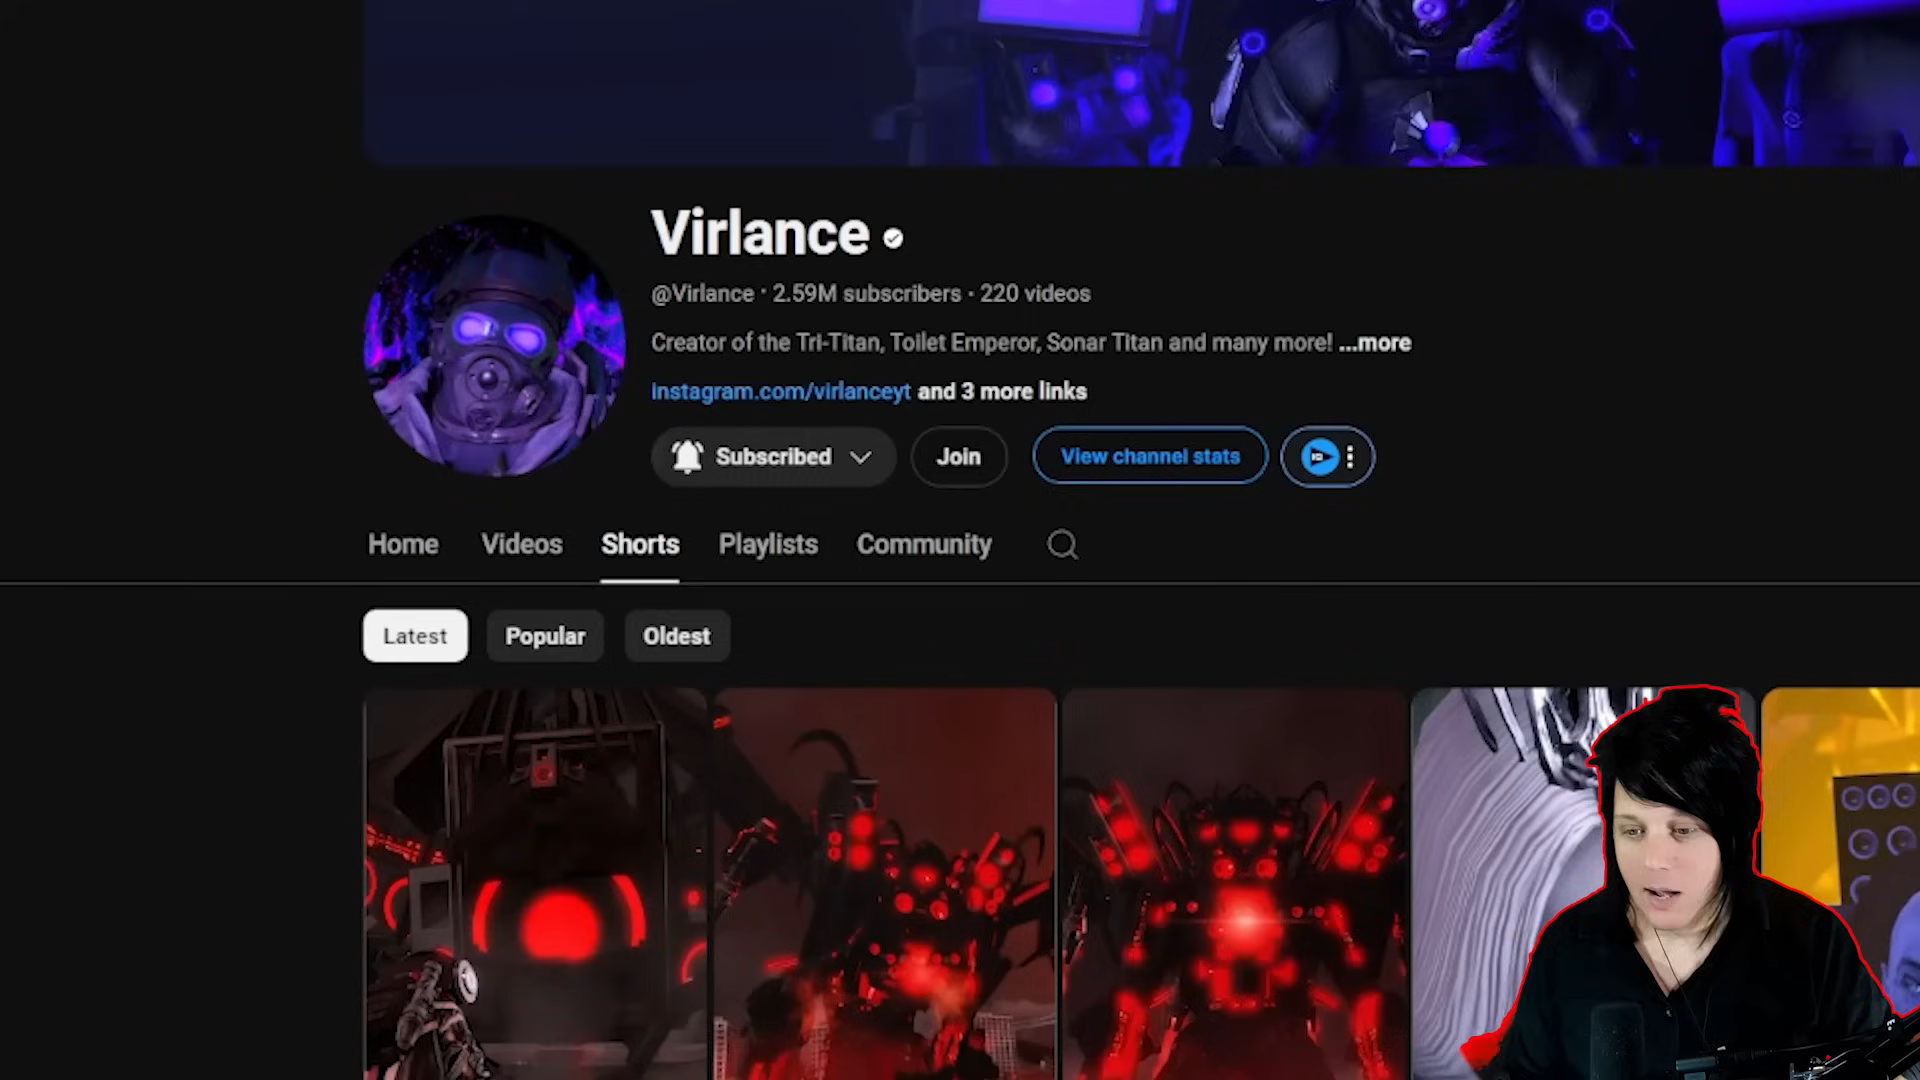 Virlance
@Virlance · 2.59M subscribers · 220 videos
Creator of the Tri-Titan, Toilet Emperor, Sonar Titan and many more! ...more
instagram.com/virlanceyt and 3 more links
Subscribed
Join
View channel stats
Home
Videos
Shorts
Playlists
Community
Latest
Popular
Oldest